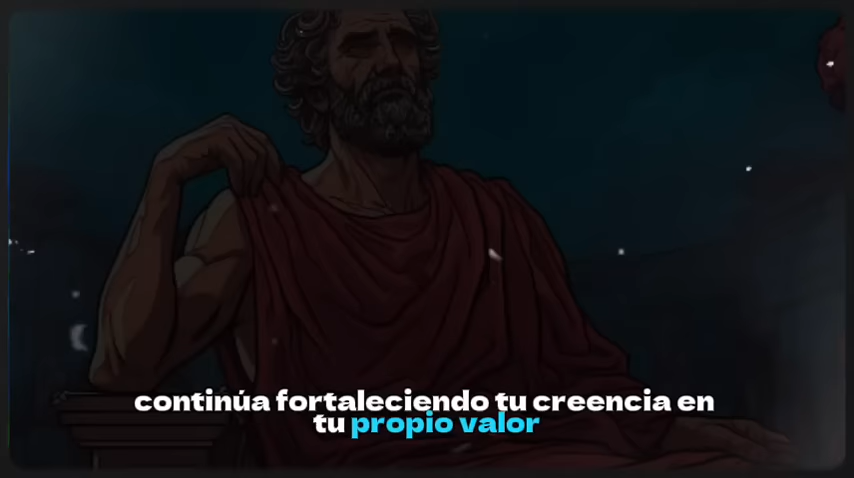 continúa fortaleciendo tu creencia en
tu propio valor